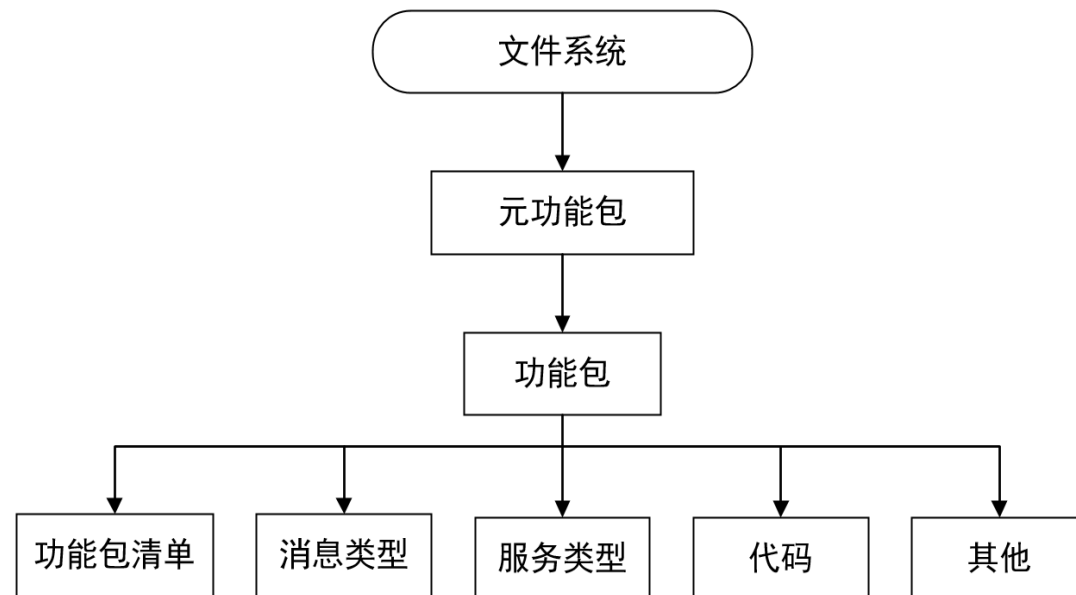 文件系统
元功能包
功能包
功能包清单
消息类型
服务类型
代码
其他